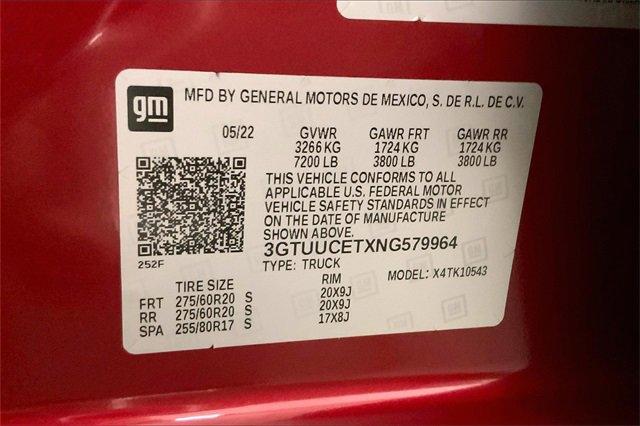 gm
MFD BY GENERAL MOTORS DE MEXICO, S. DE R.L. DE C.V.
05/22 GVWR GAWR FRT GAWR RR
3266 KG 1724 KG 1724 KG
7200 LB 3800 LB 3800 LB
THIS VEHICLE CONFORMS TO ALL
APPLICABLE U.S. FEDERAL MOTOR
VEHICLE SAFETY STANDARDS IN EFFECT
ON THE DATE OF MANUFACTURE
SHOWN ABOVE.
3GTUUCETXNG579964
252F
TYPE: TRUCK MODEL: X4TK10543
TIRE SIZE RIM
FRT 275/60R20 S 20X9J
RR 275/60R20 S 20X9J
SPA 255/80R17 S 17X8J